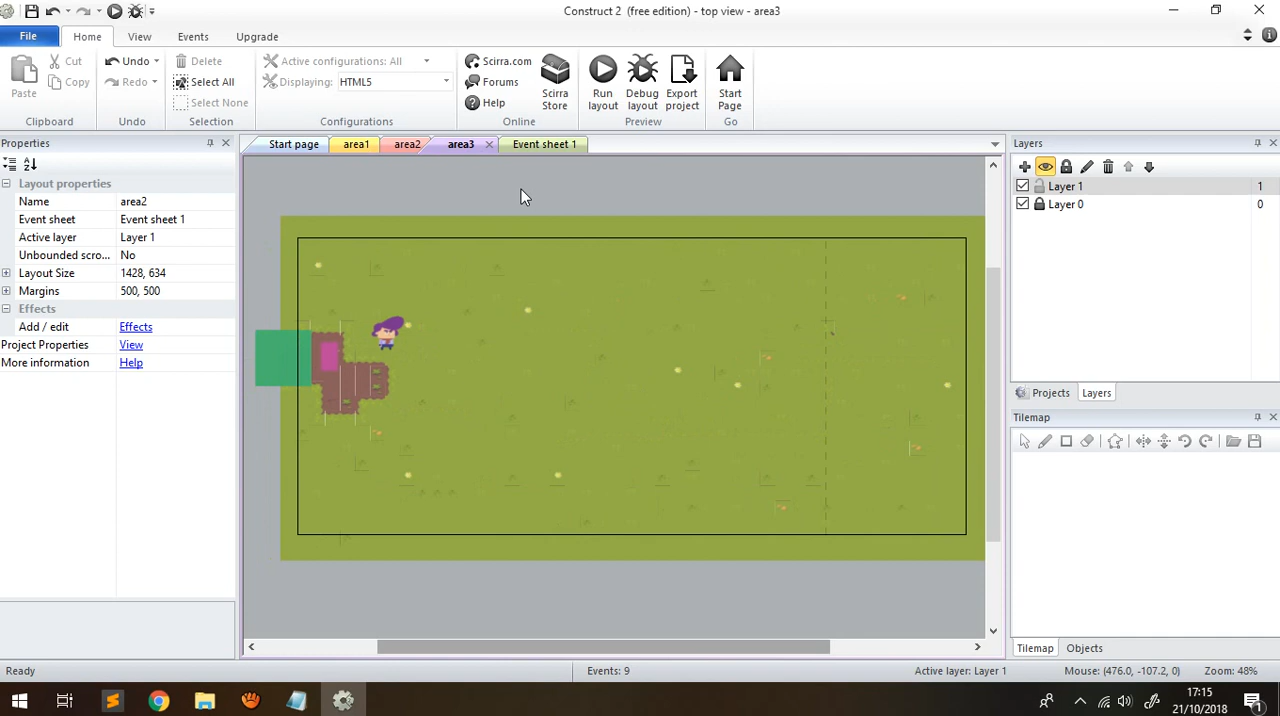 Construct 2 (free edition) - top view - area3
File Home View Events Upgrade
Paste
Cut
Copy
Clipboard
Undo
Redo
Undo
Delete
Select All
Select None
Selection
Active configurations: All
Displaying: HTML5
Configurations
Scirra.com
Forums
Help
Scirra
Store
Online
Run
layout
Debug
layout
Export
project
Preview
Start
Page
Go
Properties
Layout properties
Name area2
Event sheet Event sheet 1
Active layer Layer 1
Unbounded scro... No
Layout Size 1428, 634
Margins 500, 500
Effects
Add / edit Effects
Project Properties View
More information Help
Start page area1 area2 area3 Event sheet 1
Layers
Layer 1 1
Layer 0 0
Projects Layers
Tilemap
Tilemap Objects
Ready Events: 9 Active layer: Layer 1 Mouse: (476.0, -107.2, 0) Zoom: 48%
17:15
21/10/2018
1